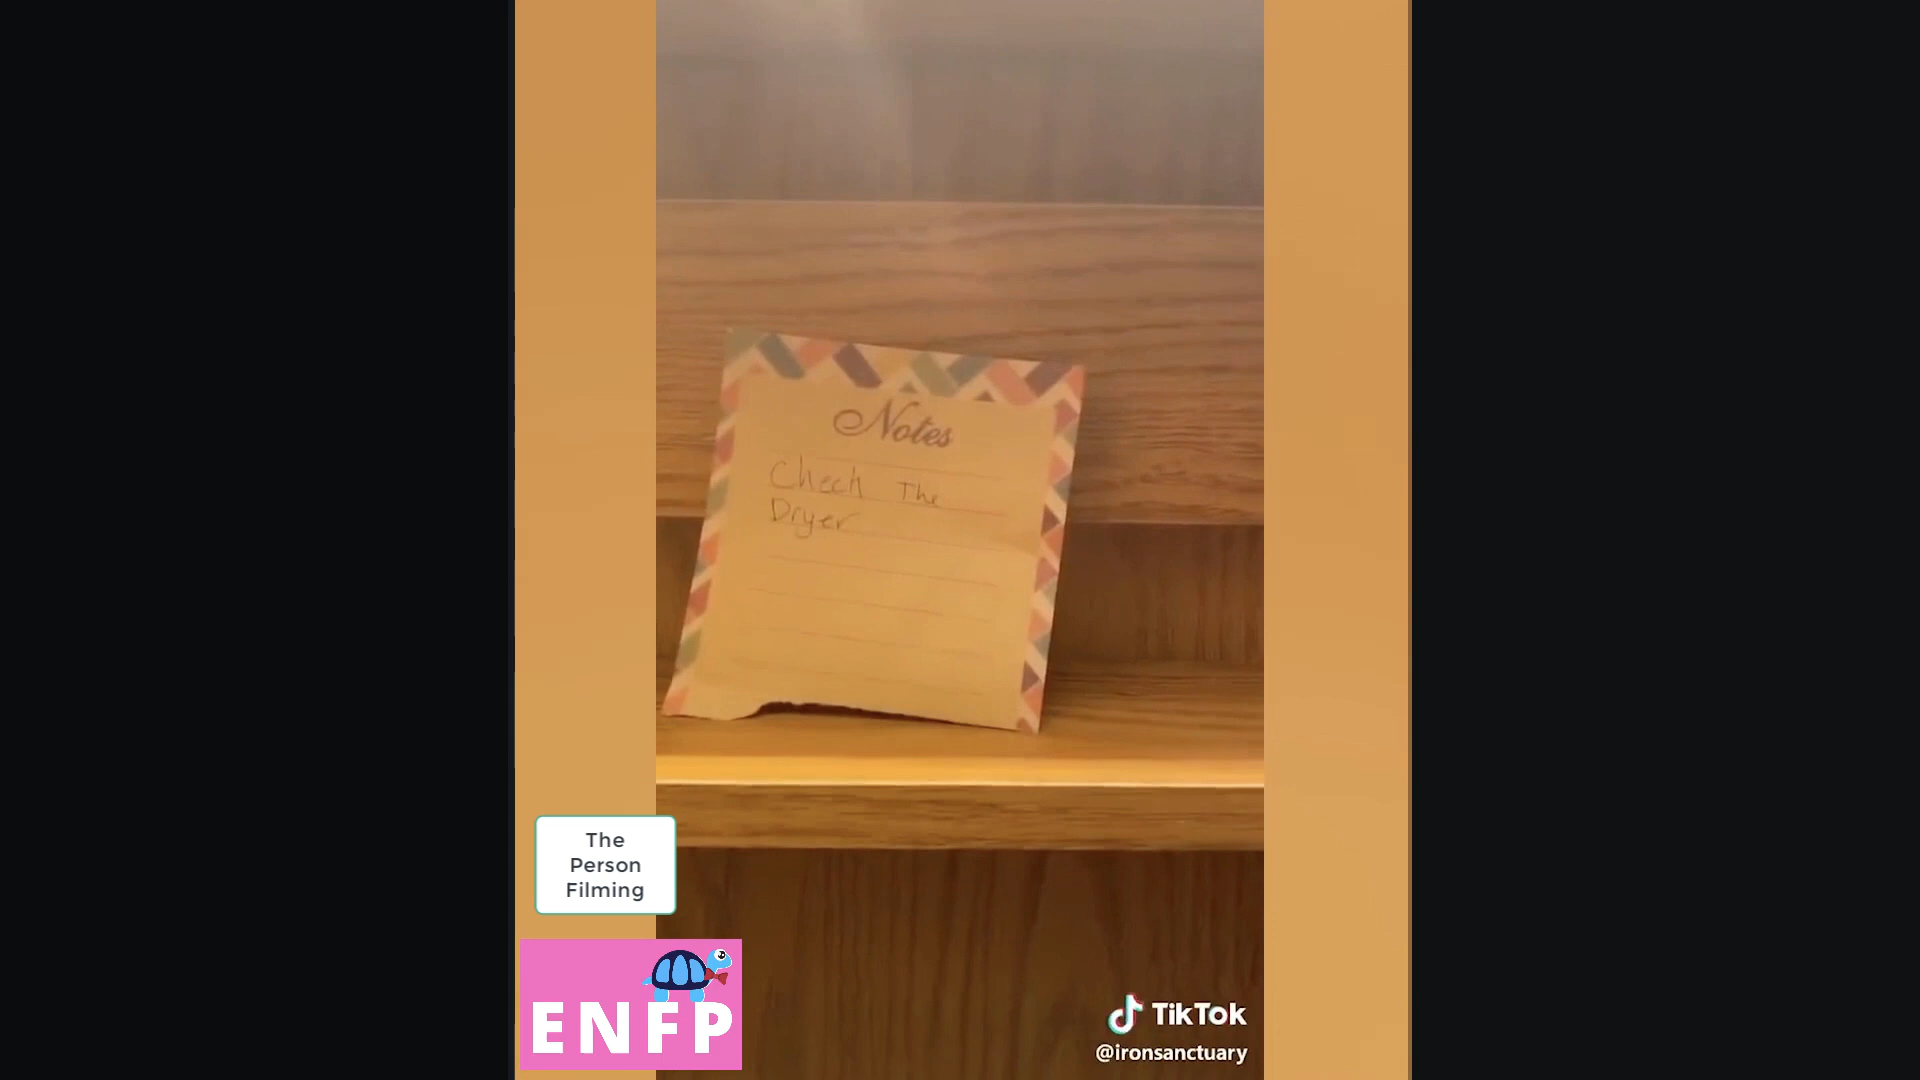 Notes
Check The
Dryer
The
Person
Filming
ENFP
TikTok
@ironsanctuary